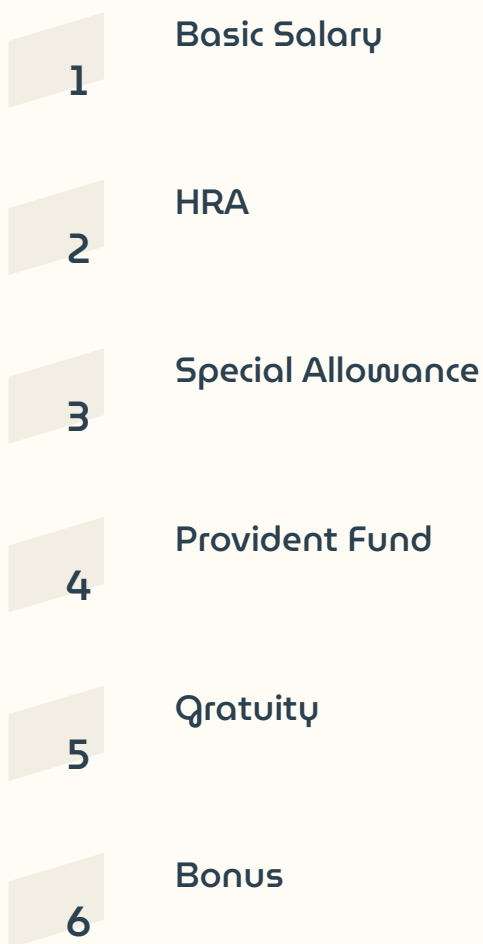 Basic Salary
1
HRA
2
Special Allowance
3
Provident Fund
4
Gratuity
5
Bonus
6